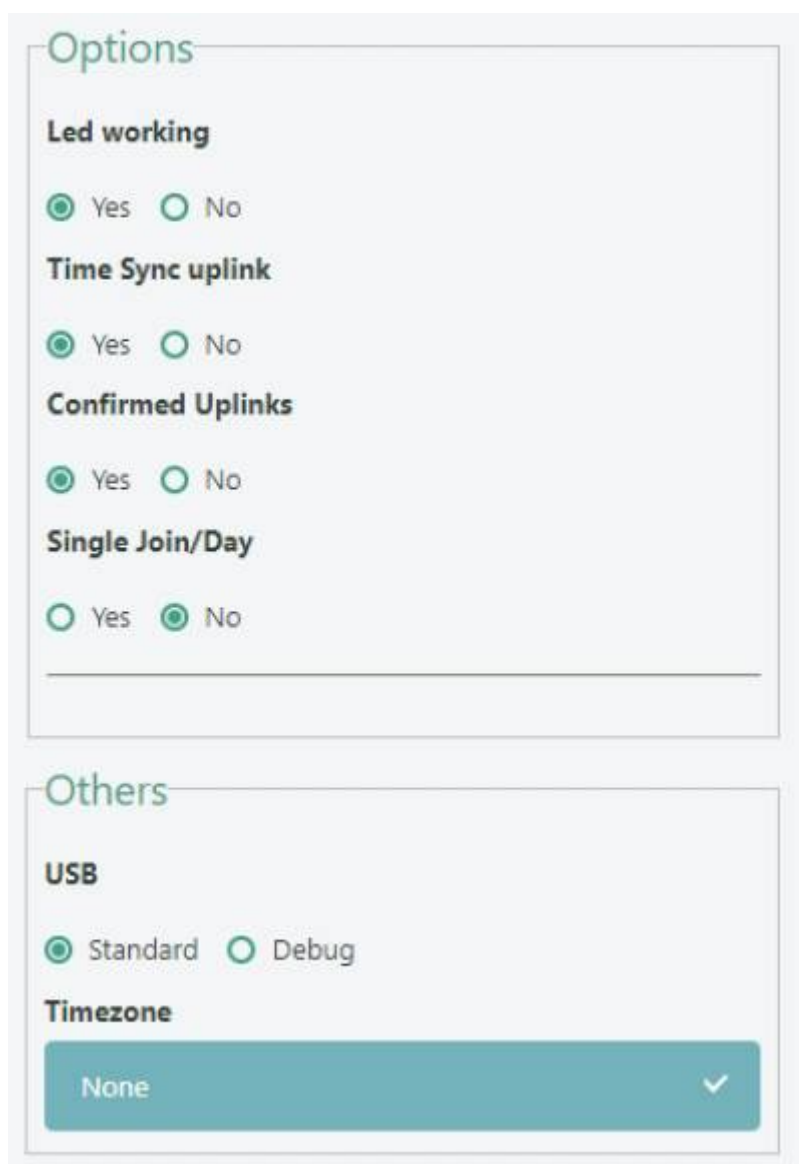 Options
Led working
Yes No
Time Sync uplink
Yes No
Confirmed Uplinks
Yes No
Single Join/Day
Yes No
Others
USB
Standard Debug
Timezone
None